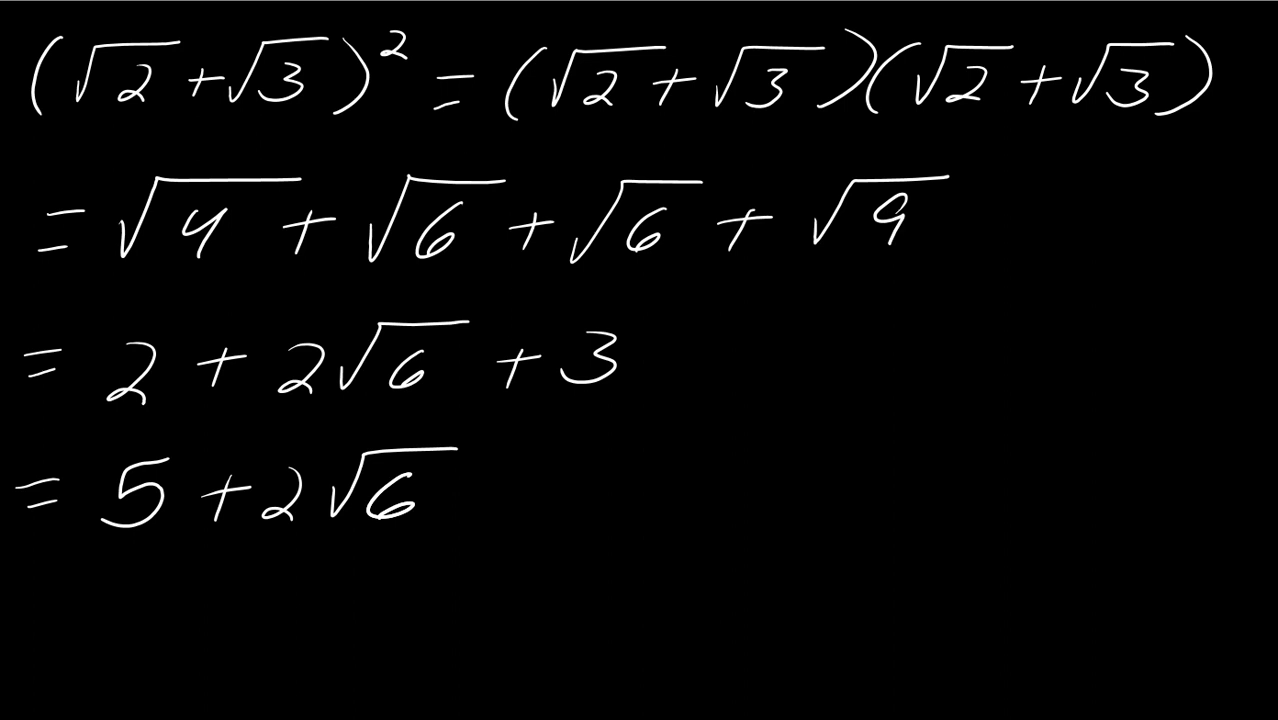 (√2 + √3)² = (√2 + √3)(√2 + √3)
= √4 + √6 + √6 + √9
= 2 + 2√6 + 3
= 5 + 2√6